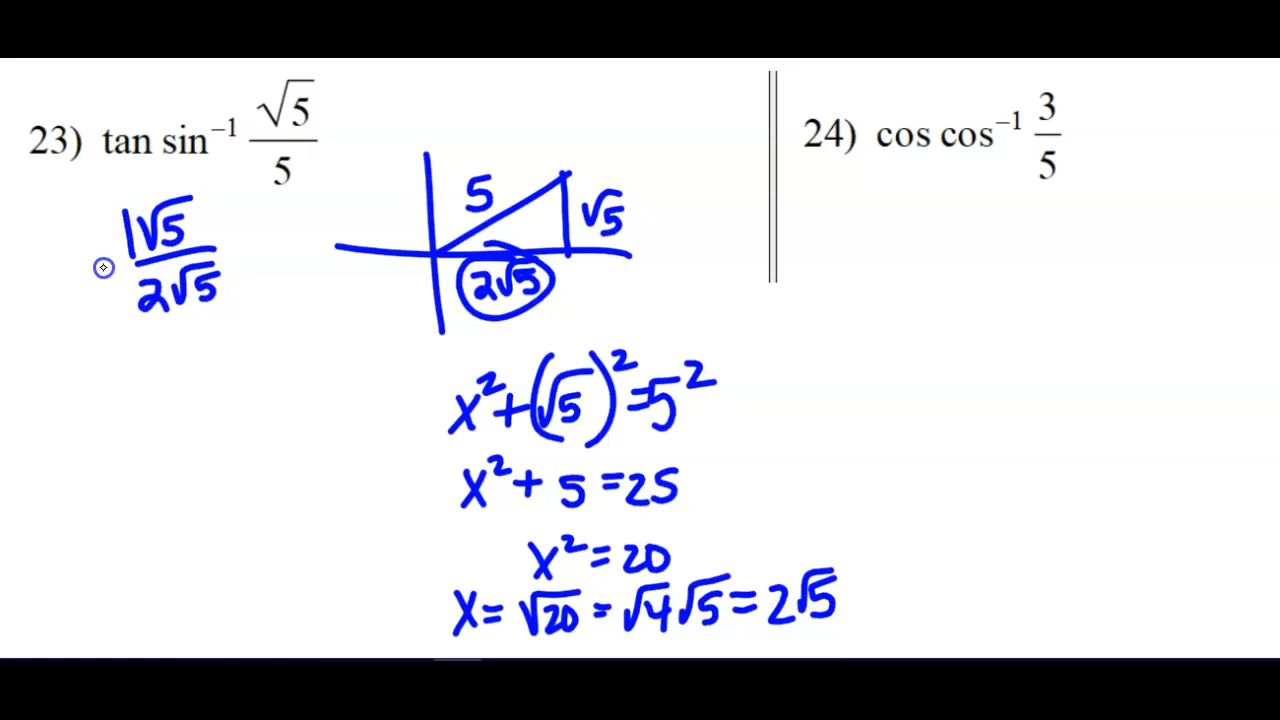 23) tan sin⁻¹ √5/5
5
√5
2√5
1√5/2√5
x² + (√5)² = 5²
x² + 5 = 25
x² = 20
x = √20 = √4 √5 = 2√5
24) cos cos⁻¹ 3/5